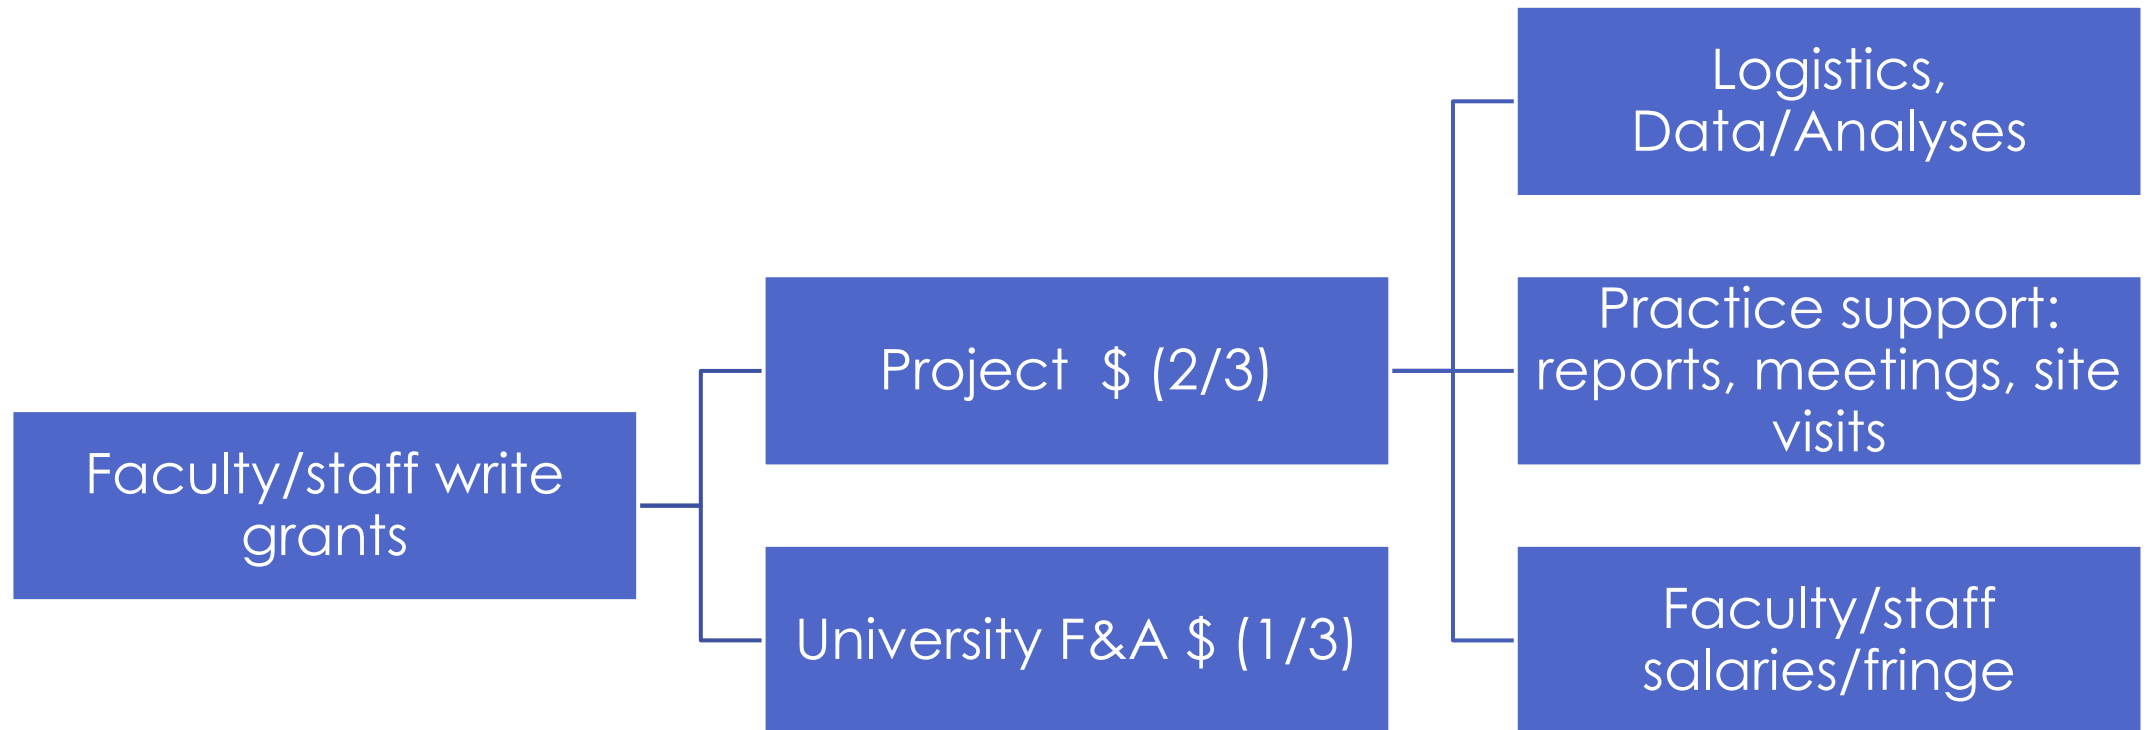 Faculty/staff write
grants
Project  $ (2/3)
University F&A $ (1/3)
Logistics,
Data/Analyses
Practice support:
reports, meetings, site
visits
Faculty/staff
salaries/fringe